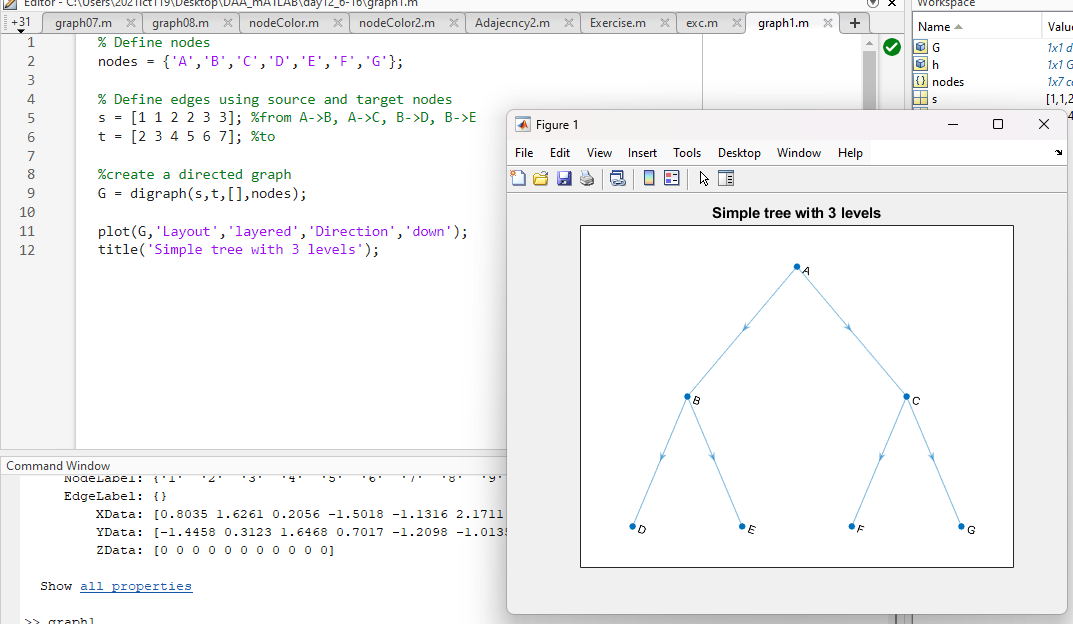 Editor - C:\Users\2021ict119\Desktop\DAA_mATLAB\day12_6-16\graph1.m
Workspace
+31 graph07.m graph08.m nodeColor.m nodeColor2.m Adajecncy2.m Exercise.m exc.m graph1.m +
1 % Define nodes
2 nodes = {'A','B','C','D','E','F','G'};
3
4 % Define edges using source and target nodes
5 s = [1 1 2 2 3 3]; %from A->B, A->C, B->D, B->E
6 t = [2 3 4 5 6 7]; %to
7
8 %create a directed graph
9 G = digraph(s,t,[],nodes);
10
11 plot(G,'Layout','layered','Direction','down');
12 title('Simple tree with 3 levels');
Name
G 1x1 d
h 1x1 G
{} nodes 1x7 c
s [1,1,2
Figure 1
File Edit View Insert Tools Desktop Window Help
Simple tree with 3 levels
A
B C
D E F G
Command Window
NodeLabel: {'1' '2' '3' '4' '5' '6' '7' '8' '9'
EdgeLabel: {}
XData: [0.8035 1.6261 0.2056 -1.5018 -1.1316 2.1711
YData: [-1.4458 0.3123 1.6468 0.7017 -1.2098 -1.0135
ZData: [0 0 0 0 0 0 0 0 0 0 0]
Show all properties
>> graph1